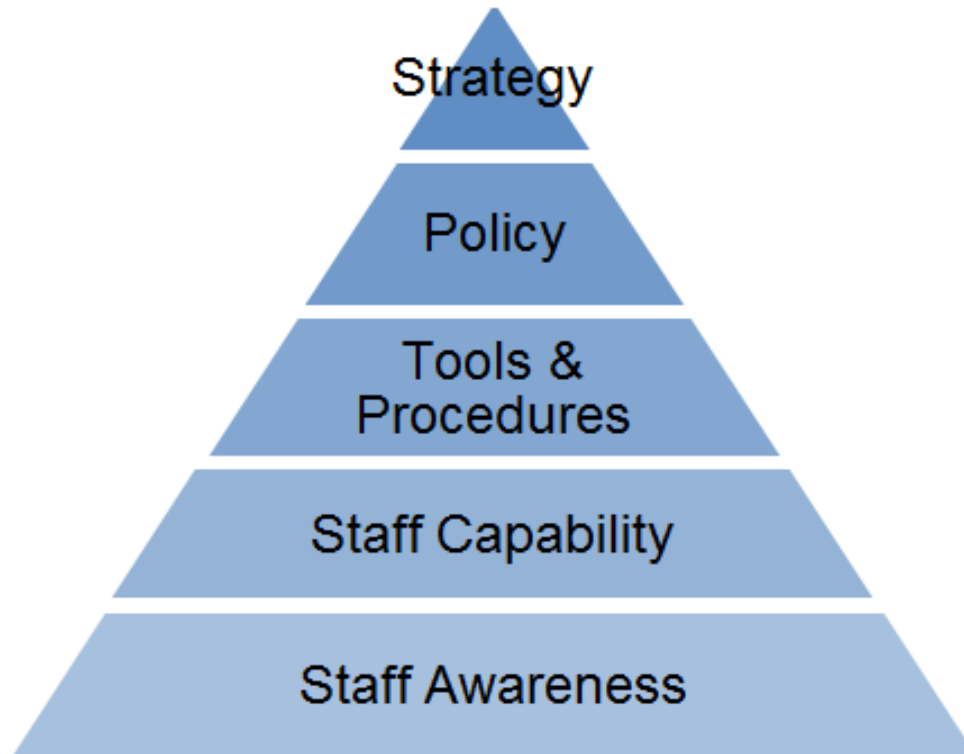 Strategy
Policy
Tools &
Procedures
Staff Capability
Staff Awareness